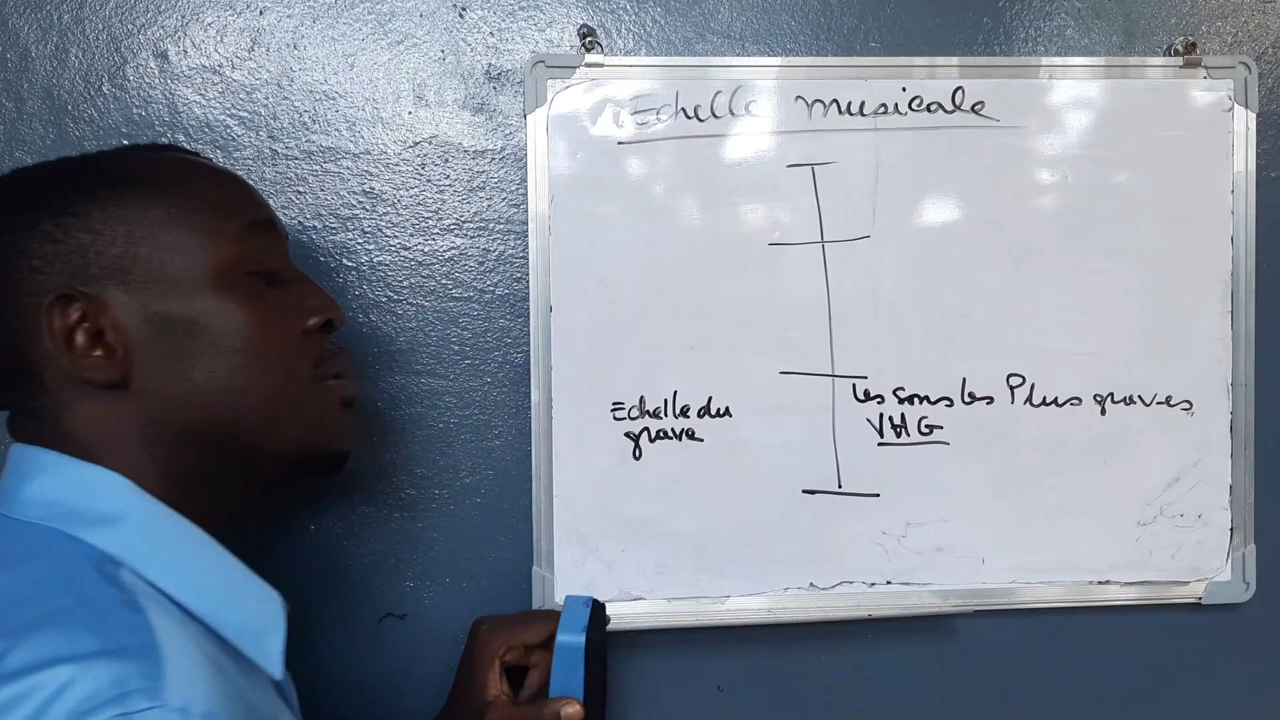 Echelle musicale
Echelle du
grave
les sons les Plus graves
VHG